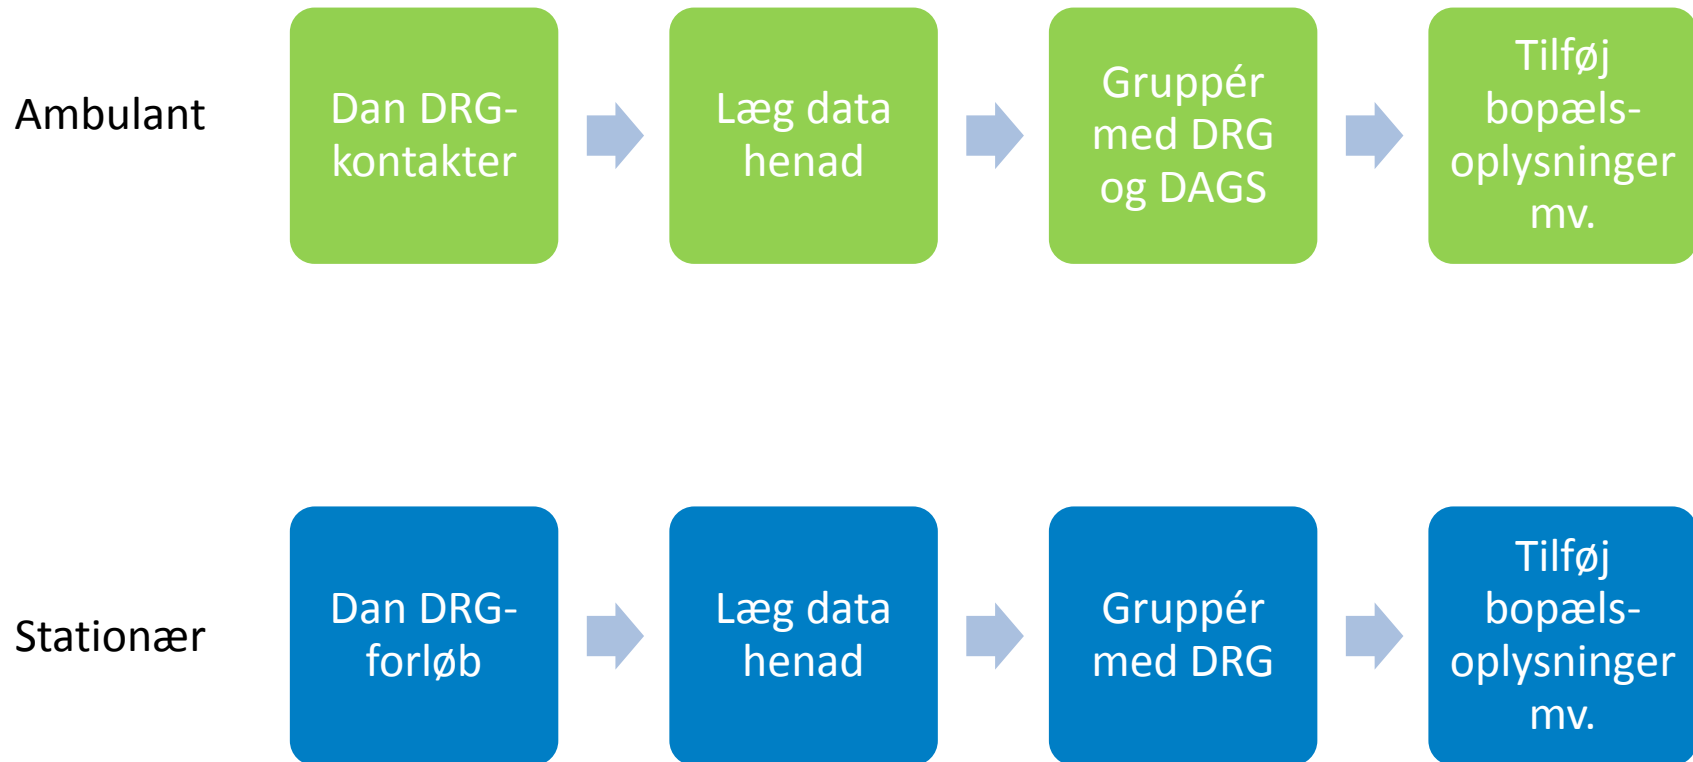 Ambulant
Dan DRG-
kontakter
Læg data
henad
Gruppér
med DRG
og DAGS
Tilføj
bopæls-
oplysninger
mv.
Stationær
Dan DRG-
forløb
Læg data
henad
Gruppér
med DRG
Tilføj
bopæls-
oplysninger
mv.